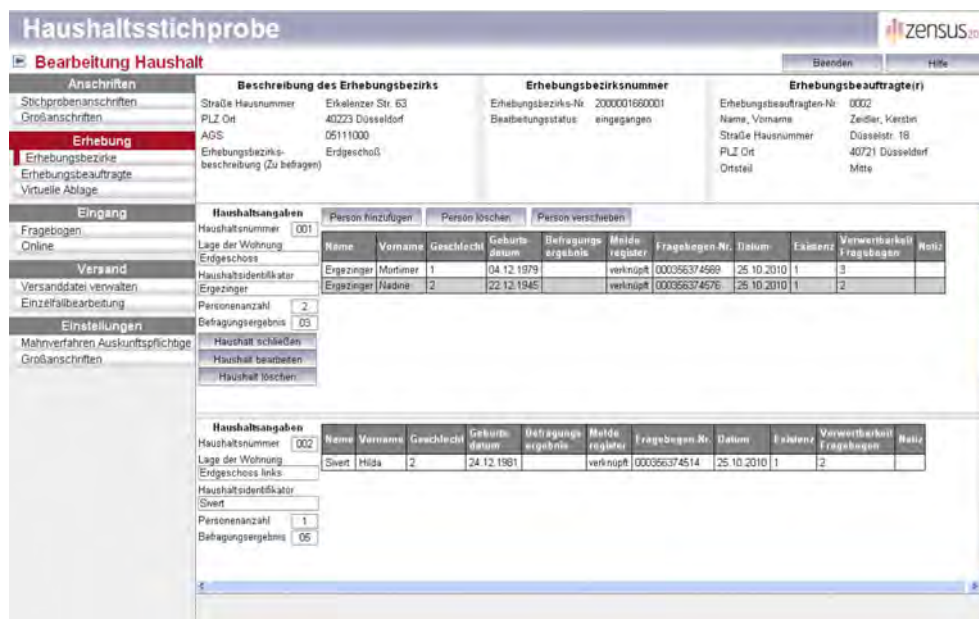 Haushaltsstichprobe
zensus20
Bearbeitung Haushalt
Beenden Hilfe
Anschriften
Stichprobenanschriften
Großanschriften
Erhebung
Erhebungsbezirke
Erhebungsbeauftragte
Virtuelle Ablage
Eingang
Fragebogen
Online
Versand
Versanddatei verwalten
Einzelfallbearbeitung
Einstellungen
Mahnverfahren Auskunftspflichtige
Großanschriften
Beschreibung des Erhebungsbezirks
Straße Hausnummer Erkelenzer Str. 63
PLZ Ort 40223 Düsseldorf
AGS 05111000
Erhebungsbezirks- Erdgeschoß
beschreibung (Zu befragen)
Erhebungsbezirksnummer
Erhebungsbezirks-Nr. 2000001660001
Bearbeitungsstatus eingegangen
Erhebungsbeauftragte(r)
Erhebungsbeauftragten-Nr. 0002
Name, Vorname Zeidler, Kerstin
Straße Hausnummer Düsselstr. 18
PLZ Ort 40721 Düsseldorf
Ortsteil Mitte
Haushaltsangaben
Haushaltsnummer 001
Lage der Wohnung
Erdgeschoss
Haushaltsidentifikator
Ergezinger
Personenanzahl 2
Befragungsergebnis 03
Haushalt schließen
Haushalt bearbeiten
Haushalt löschen
Person hinzufügen Person löschen Person verschieben
Name Vorname Geschlecht Geburts-datum Befragungs ergebnis Melde register Fragebogen-Nr. Datum Existenz Verwertbarkeit Fragebogen Notiz
Ergezinger Mortimer 1 04.12.1979 verknüpft 000356374569 25.10.2010 1 3
Ergezinger Nadine 2 22.12.1945 verknüpft 000356374576 25.10.2010 1 2
Haushaltsangaben
Haushaltsnummer 002
Lage der Wohnung
Erdgeschoss links
Haushaltsidentifikator
Sivert
Personenanzahl 1
Befragungsergebnis 05
Name Vorname Geschlecht Geburts-datum Befragungs ergebnis Melde register Fragebogen-Nr. Datum Existenz Verwertbarkeit Fragebogen Notiz
Sivert Hilda 2 24.12.1981 verknüpft 000356374514 25.10.2010 1 2